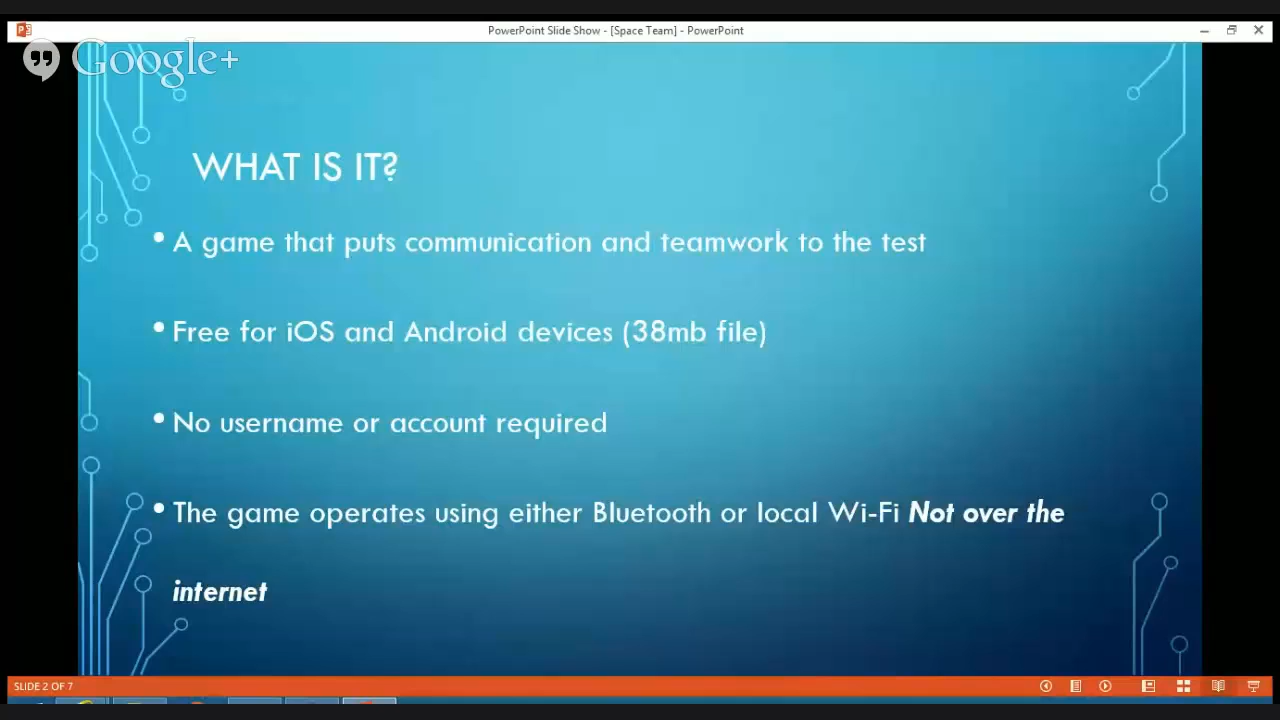 PowerPoint Slide Show - [Space Team] - PowerPoint
Google+
WHAT IS IT?
• A game that puts communication and teamwork to the test
• Free for iOS and Android devices (38mb file)
• No username or account required
• The game operates using either Bluetooth or local Wi-Fi Not over the
internet
SLIDE 2 OF 7